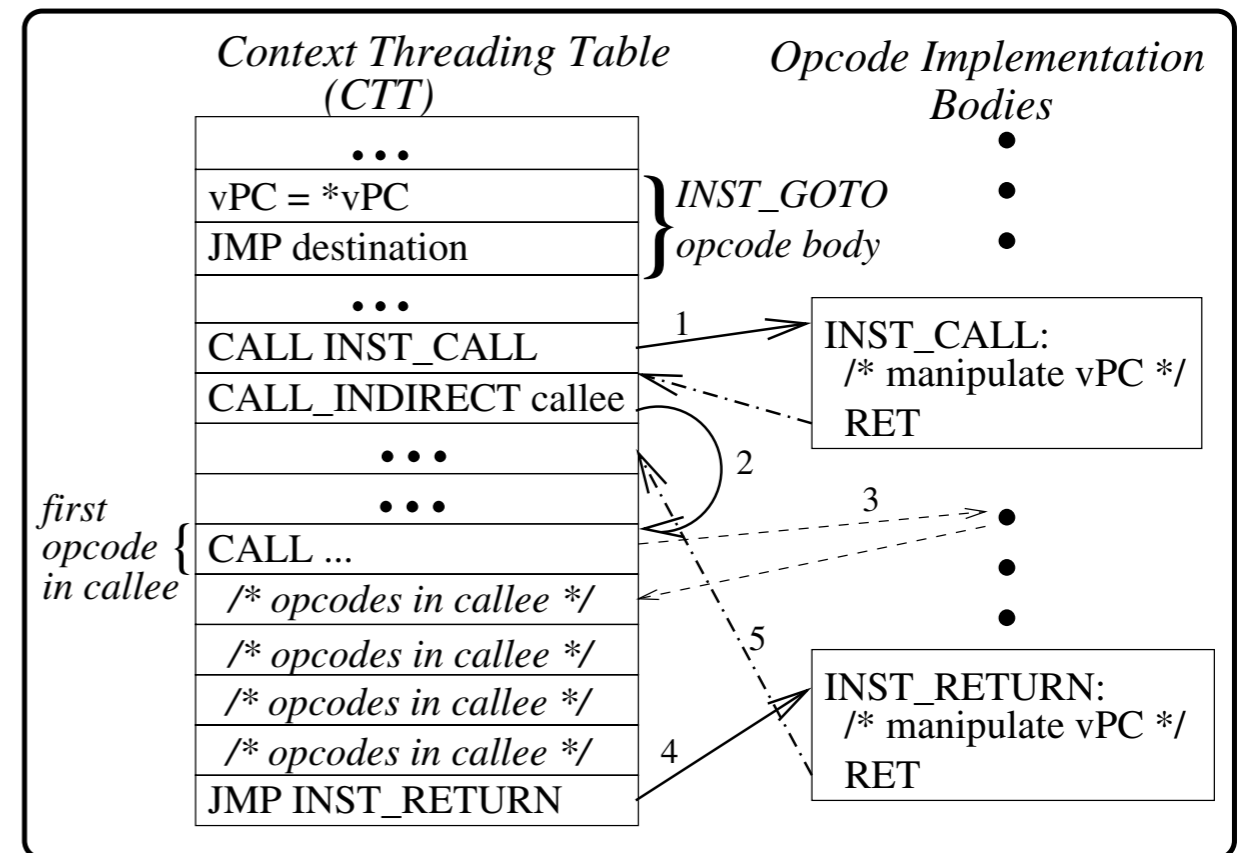 Context Threading Table
(CTT)
Opcode Implementation
Bodies
...
vPC = *vPC
JMP destination
INST_GOTO
opcode body
...
CALL INST_CALL
CALL_INDIRECT callee
1
INST_CALL:
/* manipulate vPC */
RET
...
2
...
3
first
opcode
in callee
CALL ...
/* opcodes in callee */
/* opcodes in callee */
/* opcodes in callee */
/* opcodes in callee */
JMP INST_RETURN
5
4
INST_RETURN:
/* manipulate vPC */
RET